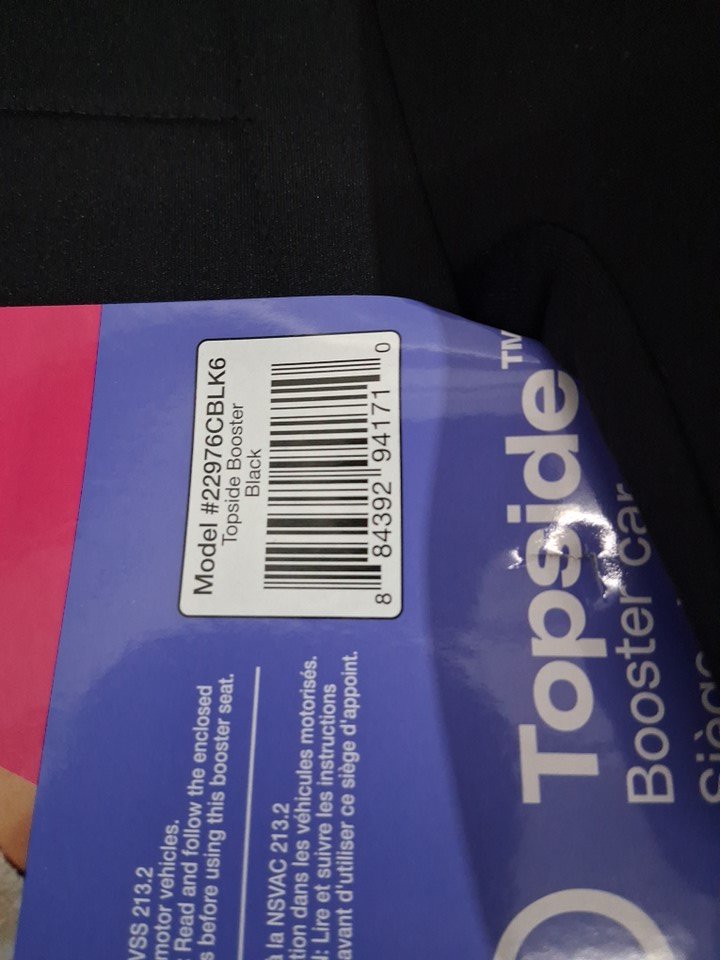 Model #22976CBLK6
Topside Booster
Black
8 84392 94171 0
Topside™
Booster car
Siège
VSS 213.2
motor vehicles.
: Read and follow the enclosed
s before using this booster seat.
à la NSVAC 213.2
tion dans les véhicules motorisés.
: Lire et suivre les instructions
avant d'utiliser ce siège d'appoint.